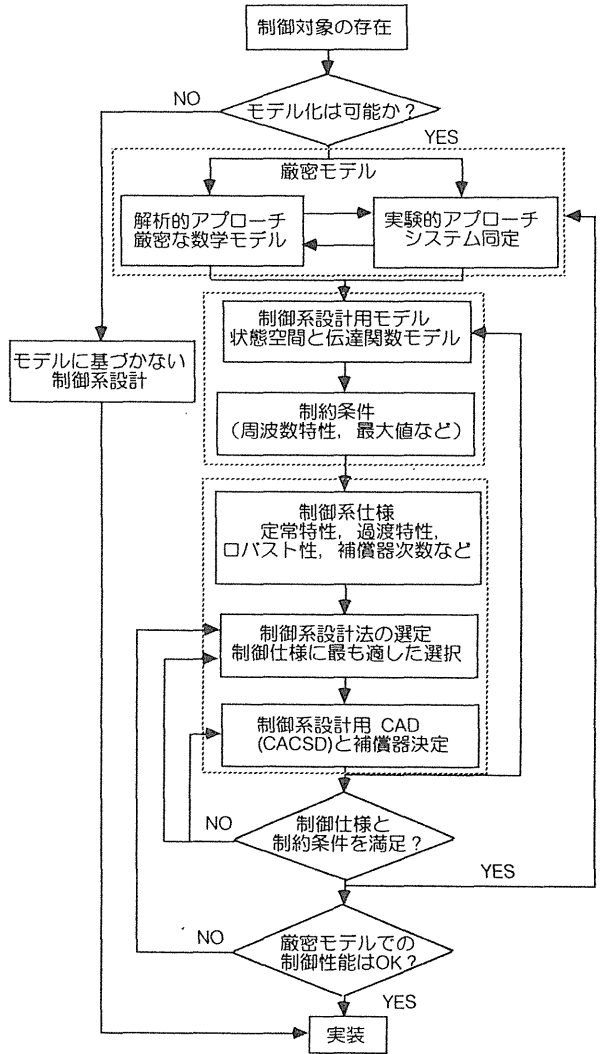 制御対象の存在
モデル化は可能か？
NO
YES
厳密モデル
解析的アプローチ
厳密な数学モデル
実験的アプローチ
システム同定
制御系設計用モデル
状態空間と伝達関数モデル
モデルに基づかない
制御系設計
制約条件
（周波数特性，最大値など）
制御系仕様
定常特性，過渡特性，
ロバスト性，補償器次数など
制御系設計法の選定
制御仕様に最も適した選択
制御系設計用 CAD
(CACSD)と補償器決定
制御仕様と
制約条件を満足？
NO
YES
厳密モデルでの
制御性能はOK？
NO
YES
実装